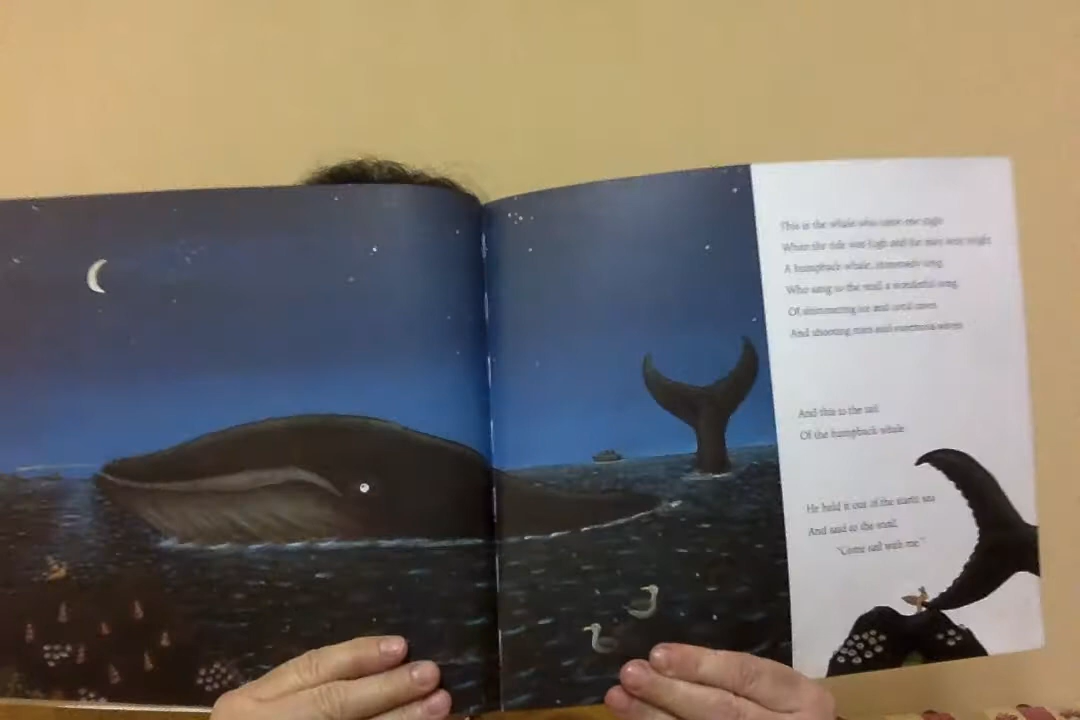 This is the whale who came one night
When the tide was high and the stars were bright
A humpback whale, immensely long,
Who sang to the snail a wonderful song
Of shimmering ice and coral caves
And shooting stars and enormous waves
And this is the tail
Of the humpback whale
He held it out of the starlit sea
And said to the snail,
"Come sail with me."